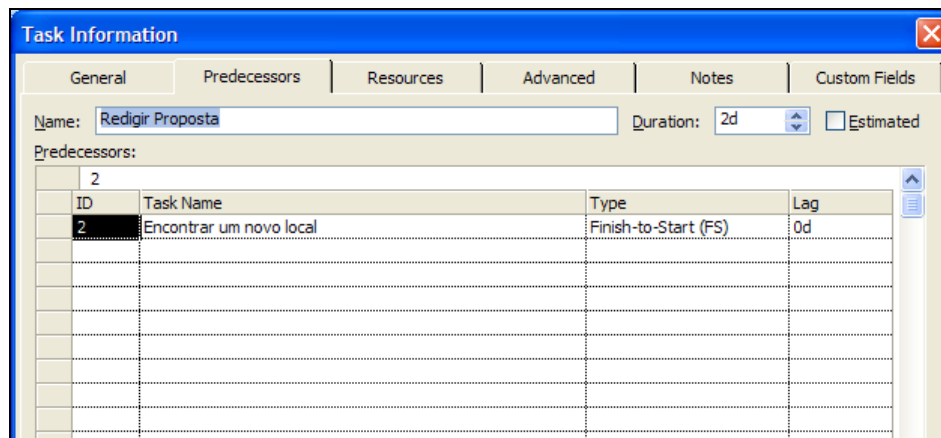 Task Information
General Predecessors Resources Advanced Notes Custom Fields
Name: Redigir Proposta Duration: 2d Estimated
Predecessors:
2
ID Task Name Type Lag
2 Encontrar um novo local Finish-to-Start (FS) 0d